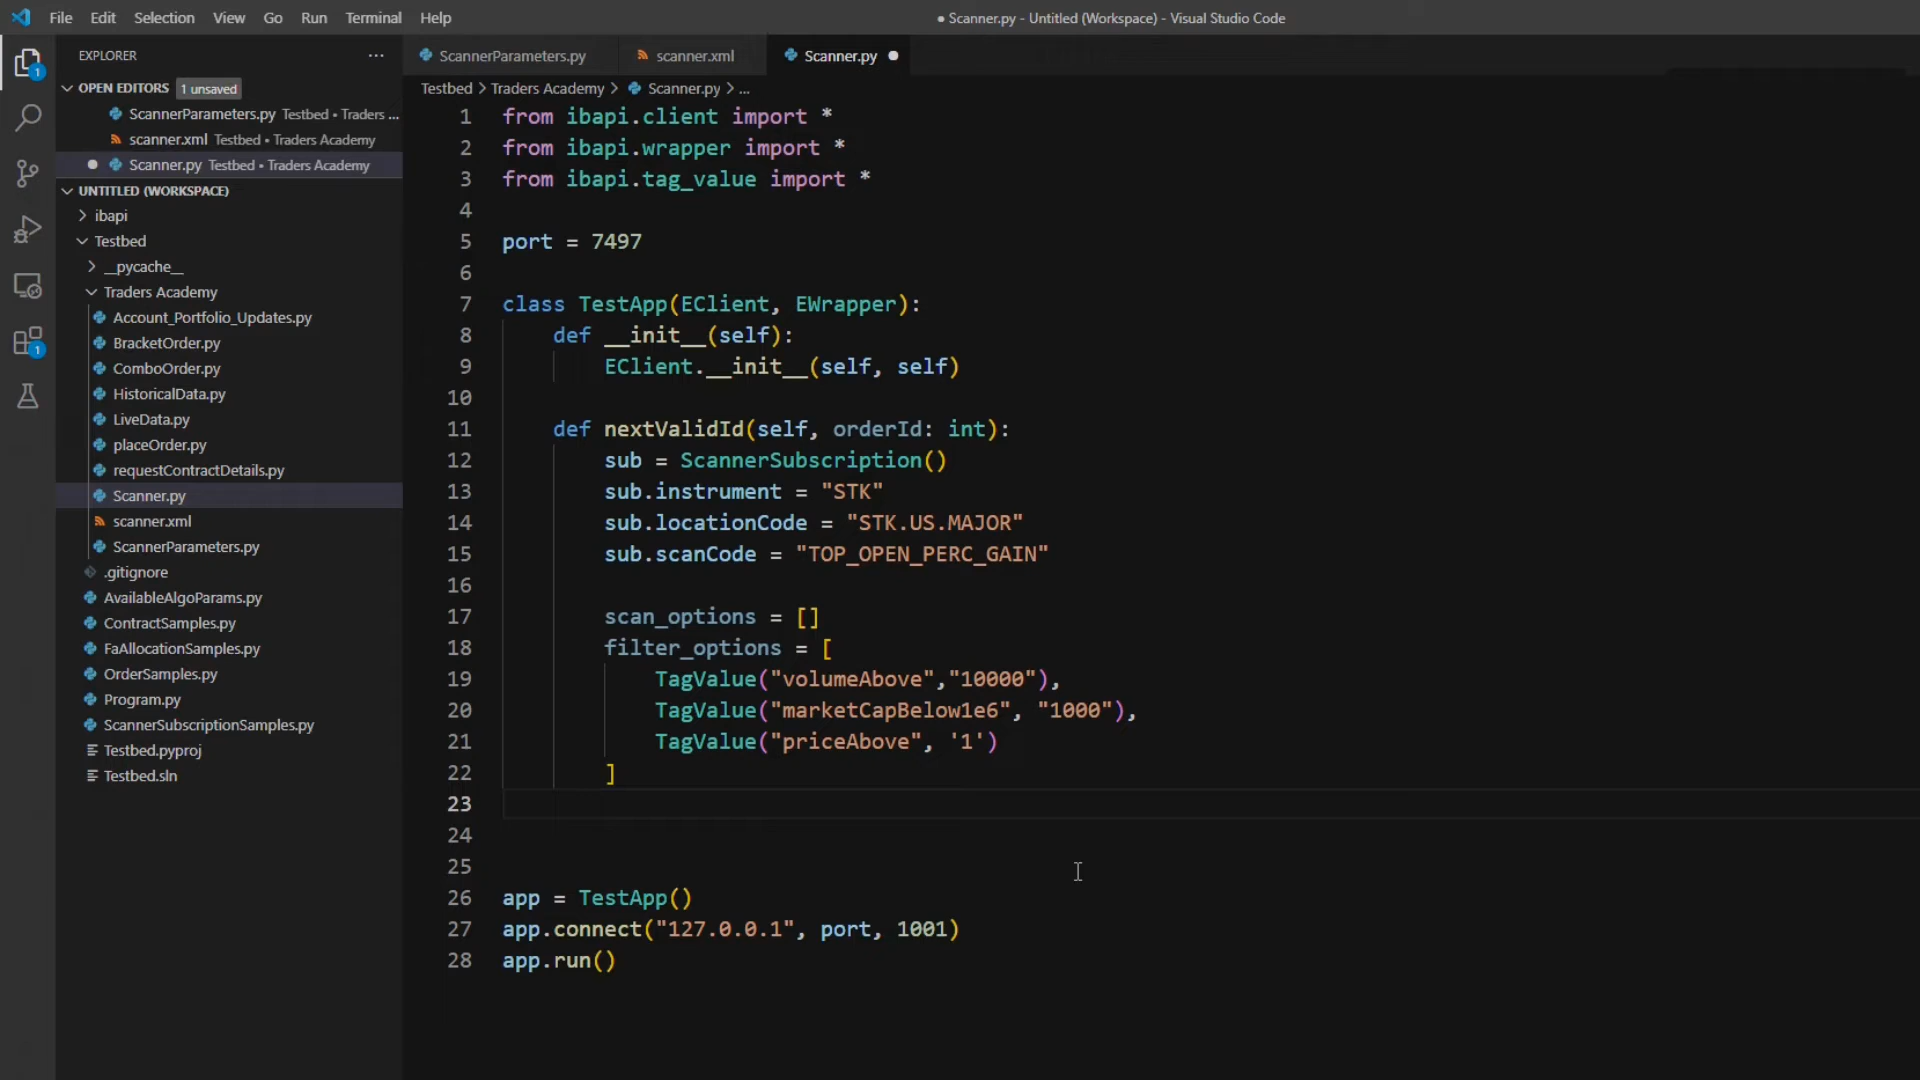 File Edit Selection View Go Run Terminal Help
● Scanner.py - Untitled (Workspace) - Visual Studio Code
EXPLORER ...
OPEN EDITORS 1 unsaved
ScannerParameters.py Testbed • Traders ...
scanner.xml Testbed • Traders Academy
Scanner.py Testbed • Traders Academy
UNTITLED (WORKSPACE)
ibapi
Testbed
__pycache__
Traders Academy
Account_Portfolio_Updates.py
BracketOrder.py
ComboOrder.py
HistoricalData.py
LiveData.py
placeOrder.py
requestContractDetails.py
Scanner.py
scanner.xml
ScannerParameters.py
.gitignore
AvailableAlgoParams.py
ContractSamples.py
FaAllocationSamples.py
OrderSamples.py
Program.py
ScannerSubscriptionSamples.py
Testbed.pyproj
Testbed.sln
1
1
ScannerParameters.py scanner.xml Scanner.py
Testbed > Traders Academy > Scanner.py > ...
1 from ibapi.client import *
2 from ibapi.wrapper import *
3 from ibapi.tag_value import *
4
5 port = 7497
6
7 class TestApp(EClient, EWrapper):
8 def __init__(self):
9 EClient.__init__(self, self)
10
11 def nextValidId(self, orderId: int):
12 sub = ScannerSubscription()
13 sub.instrument = "STK"
14 sub.locationCode = "STK.US.MAJOR"
15 sub.scanCode = "TOP_OPEN_PERC_GAIN"
16
17 scan_options = []
18 filter_options = [
19 TagValue("volumeAbove","10000"),
20 TagValue("marketCapBelow1e6", "1000"),
21 TagValue("priceAbove", '1')
22 ]
23
24
25
26 app = TestApp()
27 app.connect("127.0.0.1", port, 1001)
28 app.run()